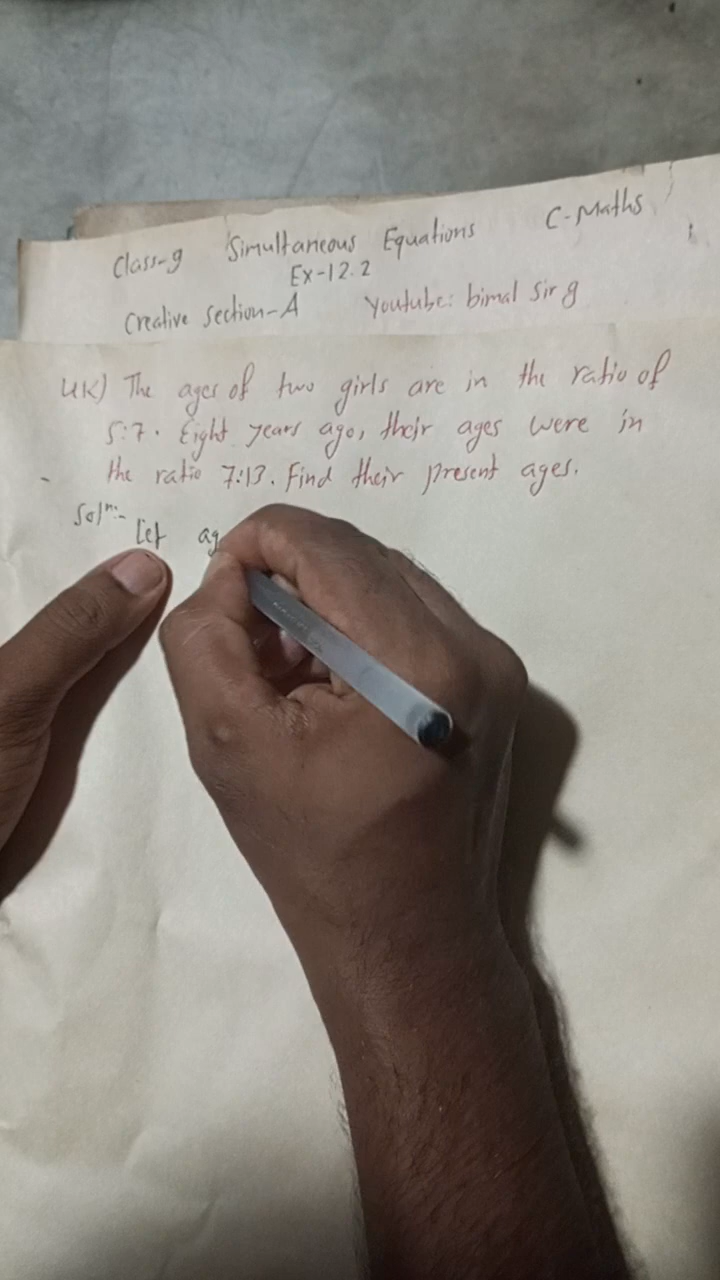 Class-9 Simultaneous Equations C-Maths
Ex-12.2
Creative section-A Youtube: bimal Sir g
4K) The ages of two girls are in the ratio of
5:7. Eight years ago, their ages were in
the ratio 7:13. Find their present ages.
Solⁿ:-
Let ag